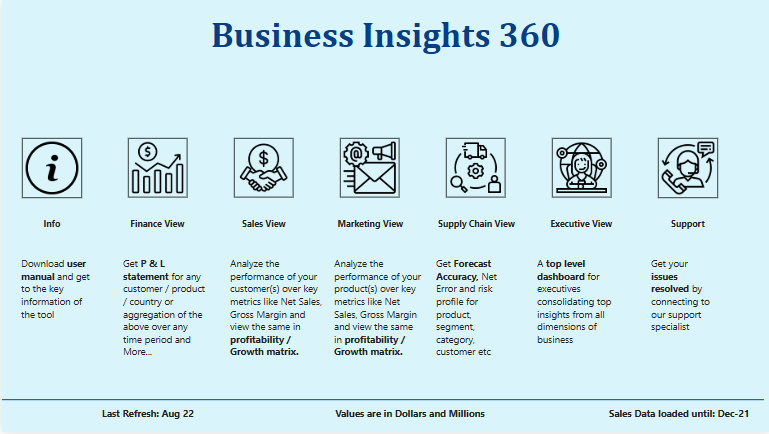 Business Insights 360
Info
Finance View
Sales View
Marketing View
Supply Chain View
Executive View
Support
Download user
manual and get
to the key
information of
the tool
Get P & L
statement for any
customer / product
/ country or
aggregation of the
above over any
time period and
More...
Analyze the
performance of your
customer(s) over key
metrics like Net Sales,
Gross Margin and
view the same in
profitability /
Growth matrix.
Analyze the
performance of your
product(s) over key
metrics like Net
Sales, Gross Margin
and view the same
in profitability /
Growth matrix.
Get Forecast
Accuracy, Net
Error and risk
profile for
product,
segment,
category,
customer etc
A top level
dashboard for
executives
consolidating top
insights from all
dimensions of
business
Get your
issues
resolved by
connecting to
our support
specialist
Last Refresh: Aug 22
Values are in Dollars and Millions
Sales Data loaded until: Dec-21